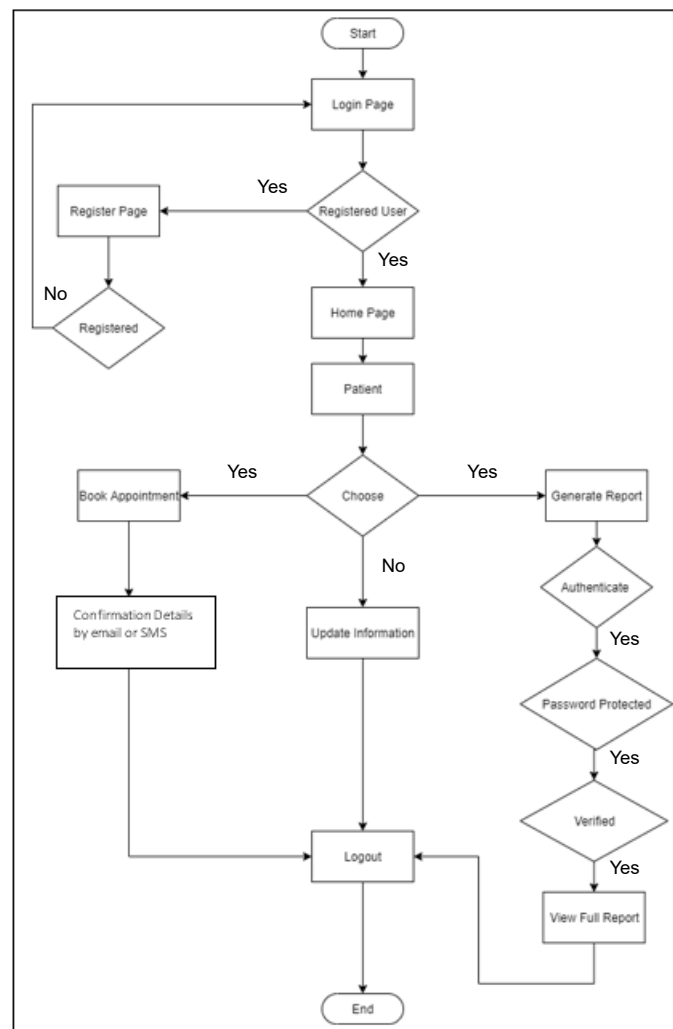 Start
Login Page
Yes
Register Page
Registered User
Yes
No
Home Page
Registered
Patient
Yes
Yes
Book Appointment
Choose
Generate Report
No
Authenticate
Confirmation Details
by email or SMS
Update Information
Yes
Password Protected
Yes
Verified
Logout
Yes
View Full Report
End